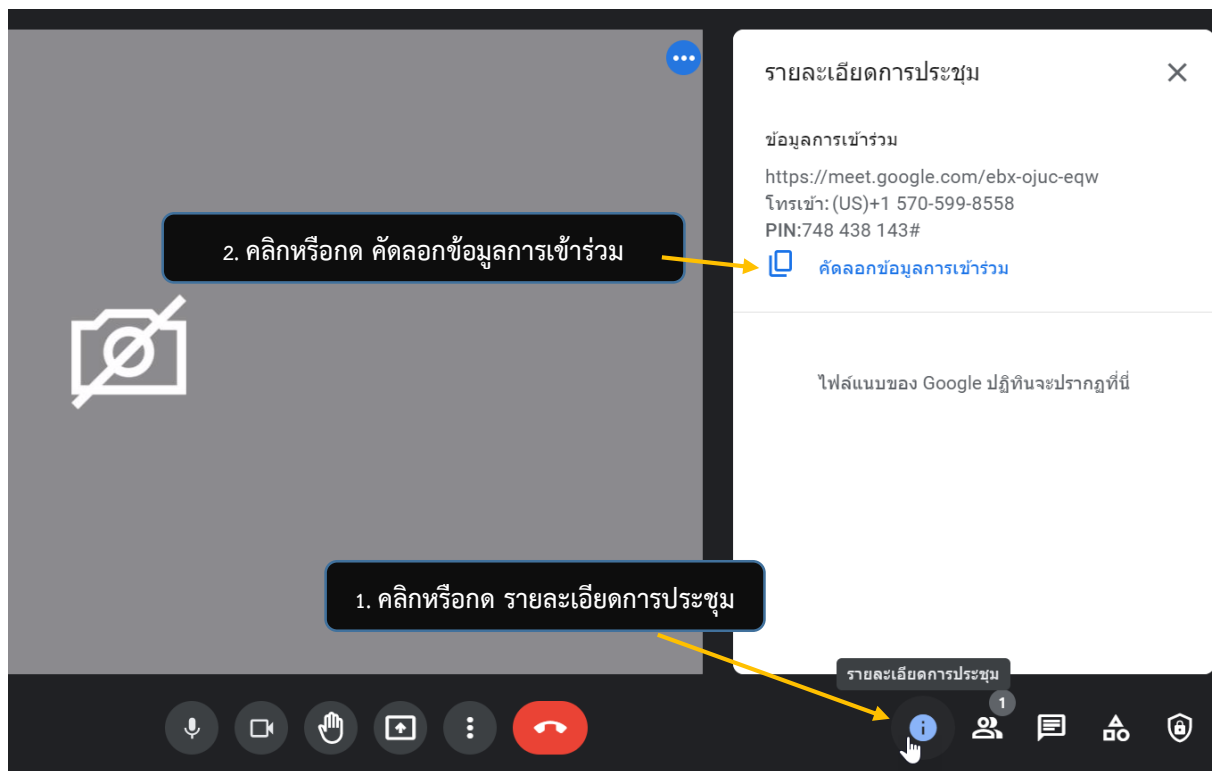 รายละเอียดการประชุม
ข้อมูลการเข้าร่วม
https://meet.google.com/ebx-ojuc-eqw
โทรเข้า: (US)+1 570-599-8558
PIN:748 438 143#
2. คลิกหรือกด คัดลอกข้อมูลการเข้าร่วม
คัดลอกข้อมูลการเข้าร่วม
ไฟล์แนบของ Google ปฏิทินจะปรากฏที่นี่
1. คลิกหรือกด รายละเอียดการประชุม
รายละเอียดการประชุม
1